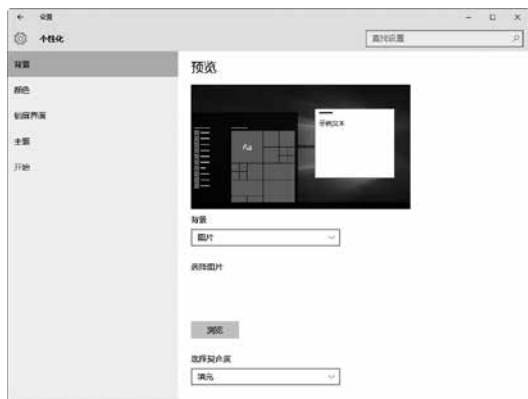 设置
个性化
查找设置
背景
颜色
锁屏界面
主题
开始
预览
Aa
示例文本
背景
图片
选择图片
浏览
选择契合度
填充